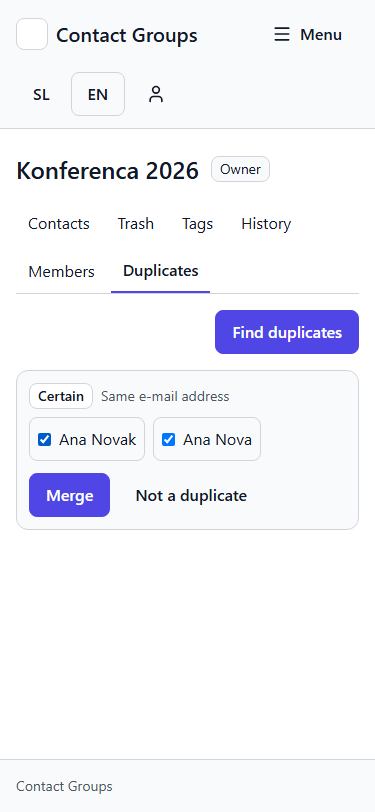 Contact Groups
Menu
SL
EN
Konferenca 2026
Owner
Contacts
Trash
Tags
History
Members
Duplicates
Find duplicates
Certain
Same e-mail address
Ana Novak
Ana Nova
Merge
Not a duplicate
Contact Groups